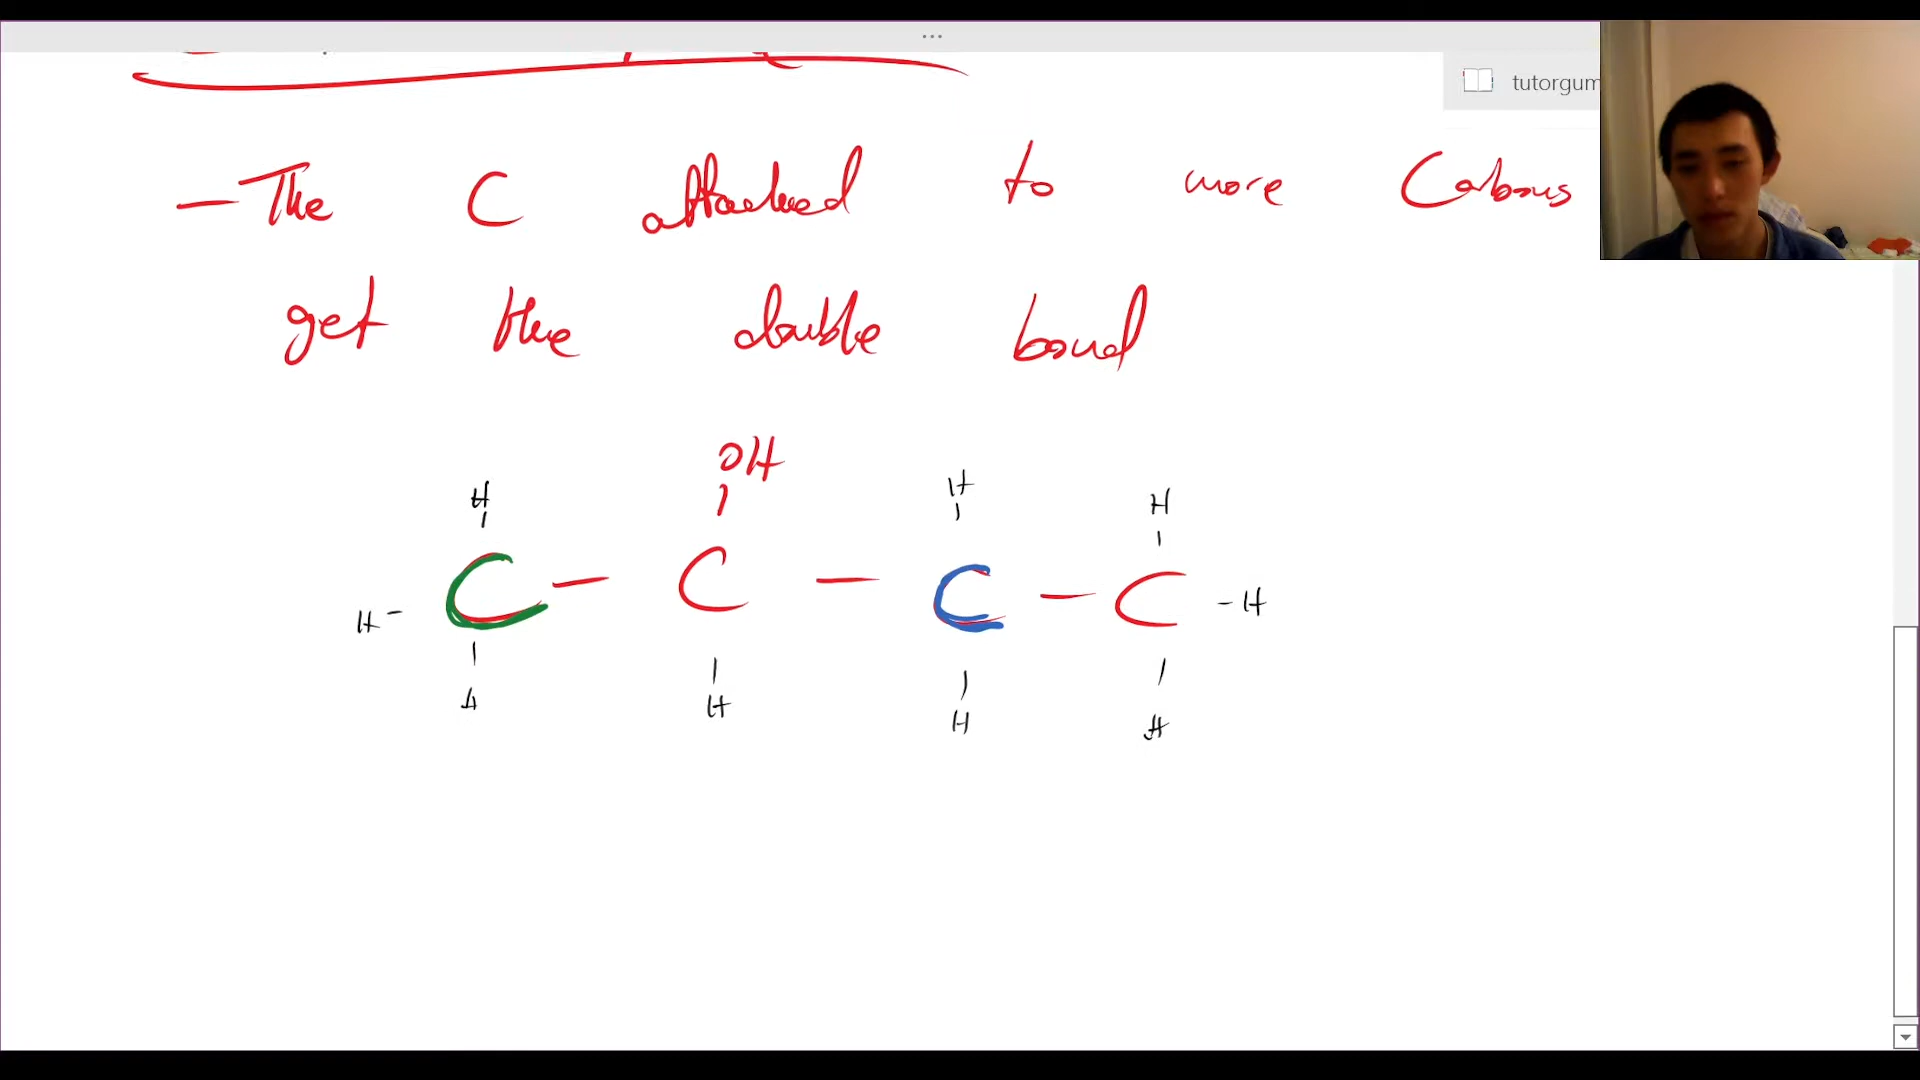 ...
tutorgum
- The C attached to more Carbons
get the double bond
OH
H H H
H - C - C - C - C - H
H H H H